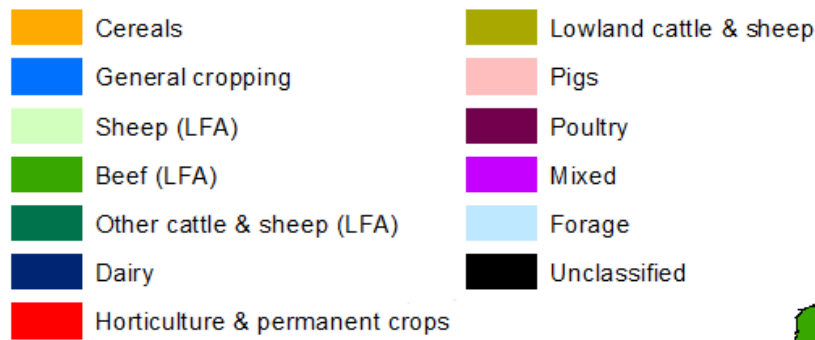 Cereals
General cropping
Sheep (LFA)
Beef (LFA)
Other cattle & sheep (LFA)
Dairy
Horticulture & permanent crops
Lowland cattle & sheep
Pigs
Poultry
Mixed
Forage
Unclassified